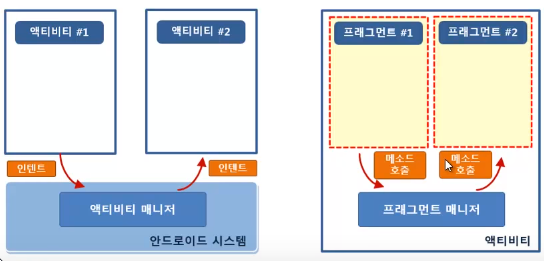 액티비티 #1
액티비티 #2
프래그먼트 #1
프래그먼트 #2
인텐트
인텐트
메소드
호출
메소드
호출
액티비티 매니저
프래그먼트 매니저
안드로이드 시스템
액티비티